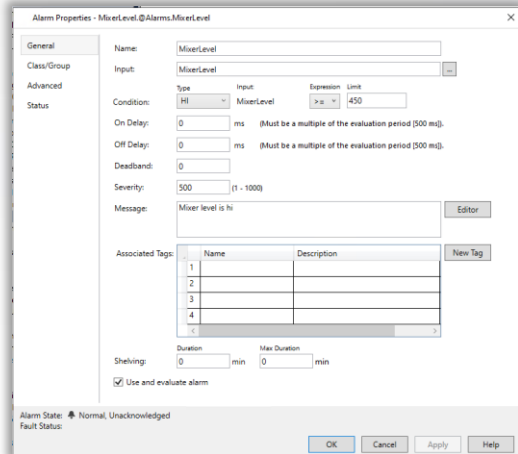 Alarm Properties - MixerLevel.@Alarms.MixerLevel
General
Class/Group
Advanced
Status
Name: MixerLevel
Input: MixerLevel ...
Type Input: Expression Limit
Condition: HI MixerLevel >= 450
On Delay: 0 ms (Must be a multiple of the evaluation period [500 ms]).
Off Delay: 0 ms (Must be a multiple of the evaluation period [500 ms]).
Deadband: 0
Severity: 500 (1 - 1000)
Message: Mixer level is hi Editor
Associated Tags: Name Description New Tag
1
2
3
4
Duration Max Duration
Shelving: 0 min 0 min
Use and evaluate alarm
Alarm State: Normal, Unacknowledged
Fault Status:
OK Cancel Apply Help